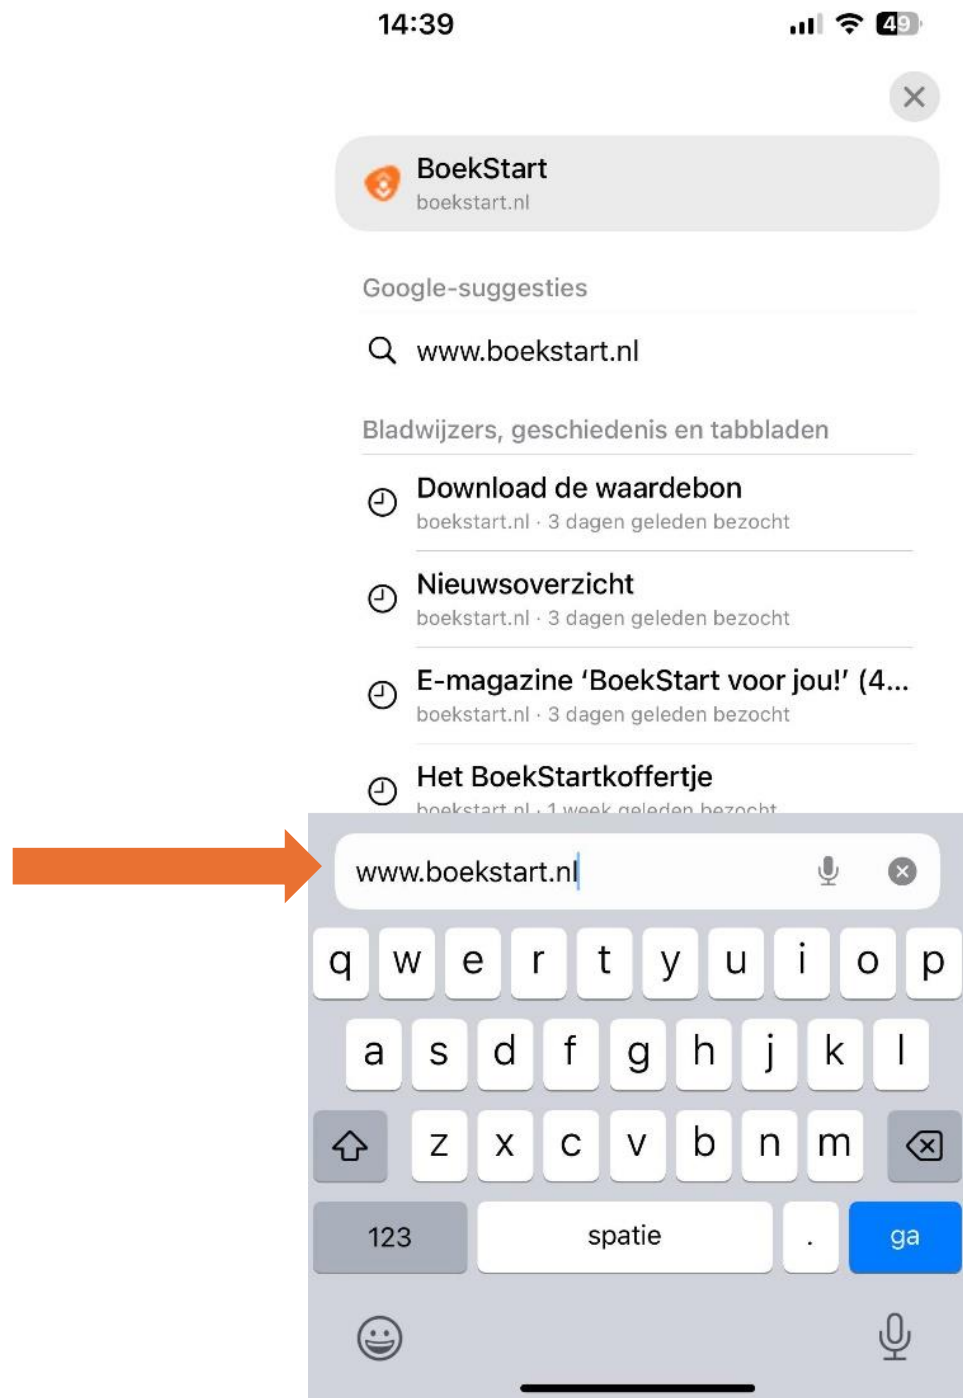 14:39
49
BoekStart
boekstart.nl
Google-suggesties
www.boekstart.nl
Bladwijzers, geschiedenis en tabbladen
Download de waardebon
boekstart.nl · 3 dagen geleden bezocht
Nieuwsoverzicht
boekstart.nl · 3 dagen geleden bezocht
E-magazine ‘BoekStart voor jou!’ (4...
boekstart.nl · 3 dagen geleden bezocht
Het BoekStartkoffertje
boekstart.nl · 1 week geleden bezocht
www.boekstart.nl
q w e r t y u i o p
a s d f g h j k l
z x c v b n m
123 spatie . ga